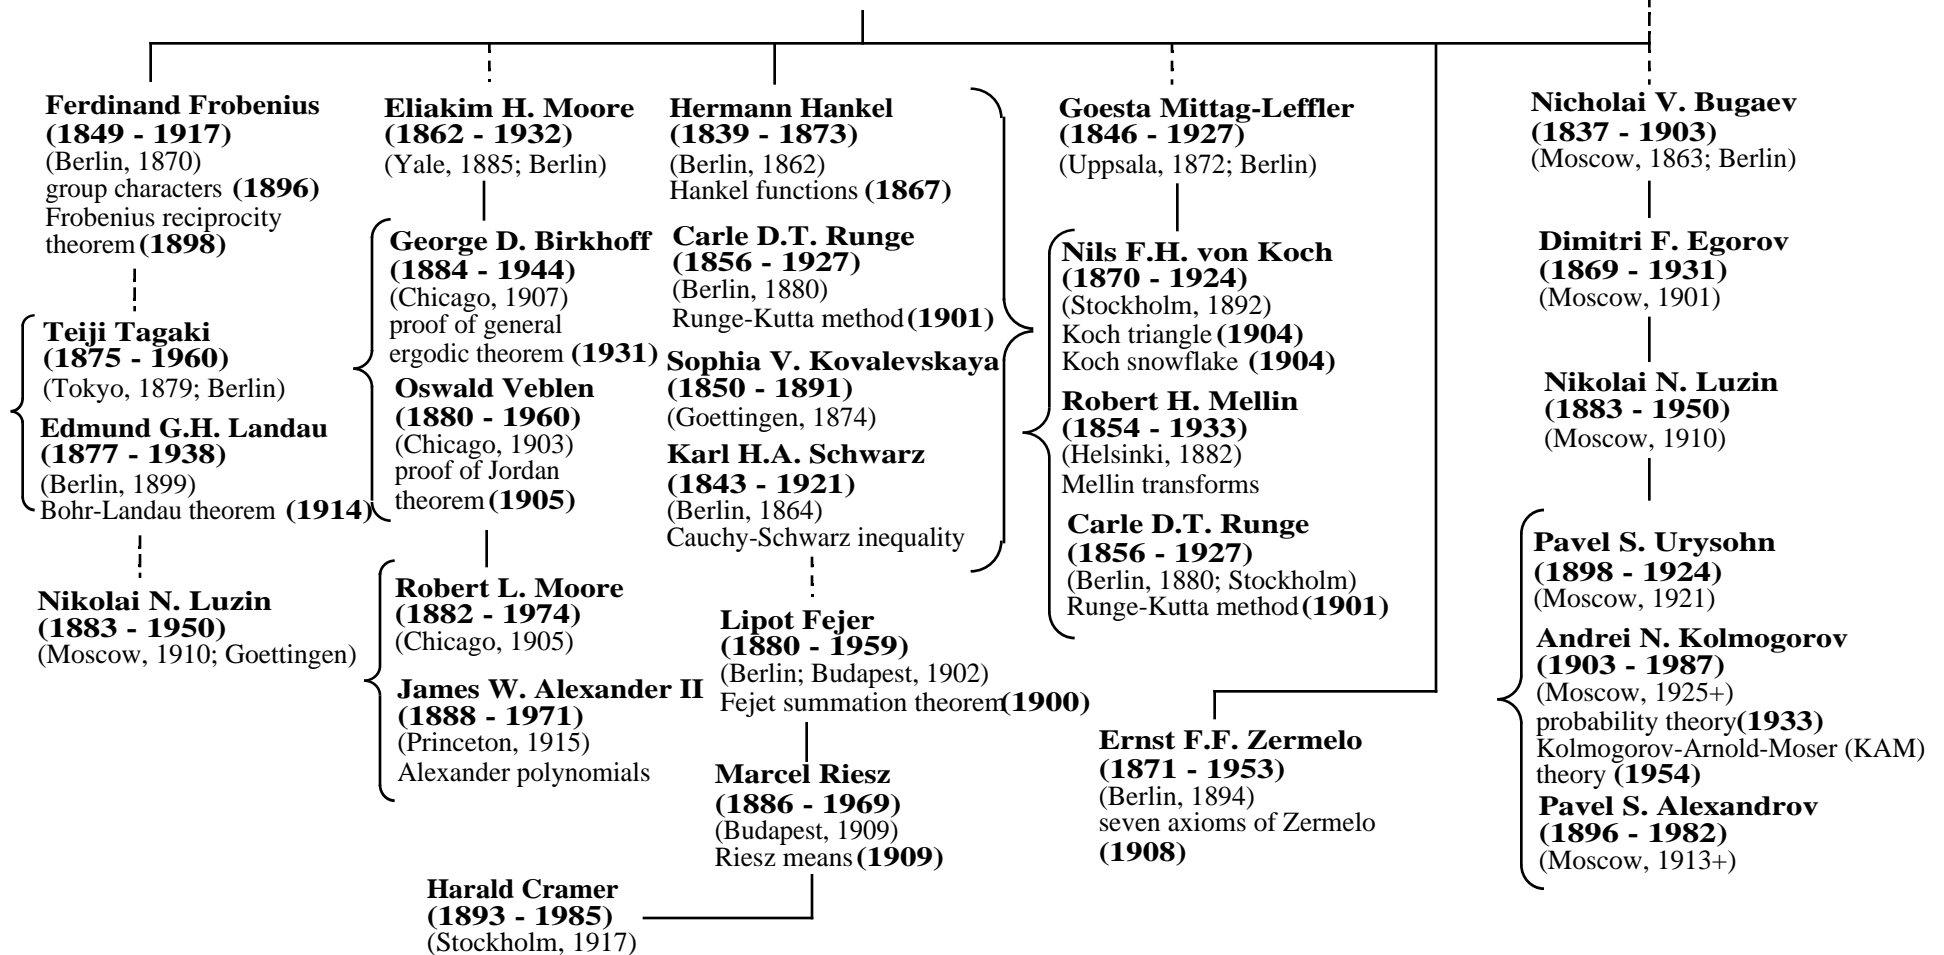 Ferdinand Frobenius
(1849 - 1917)
(Berlin, 1870)
group characters (1896)
Frobenius reciprocity
theorem (1898)
Teiji Tagaki
(1875 - 1960)
(Tokyo, 1879; Berlin)
Edmund G.H. Landau
(1877 - 1938)
(Berlin, 1899)
Bohr-Landau theorem (1914)
Nikolai N. Luzin
(1883 - 1950)
(Moscow, 1910; Goettingen)
Eliakim H. Moore
(1862 - 1932)
(Yale, 1885; Berlin)
George D. Birkhoff
(1884 - 1944)
(Chicago, 1907)
proof of general
ergodic theorem (1931)
Oswald Veblen
(1880 - 1960)
(Chicago, 1903)
proof of Jordan
theorem (1905)
Robert L. Moore
(1882 - 1974)
(Chicago, 1905)
James W. Alexander II
(1888 - 1971)
(Princeton, 1915)
Alexander polynomials
Hermann Hankel
(1839 - 1873)
(Berlin, 1862)
Hankel functions (1867)
Carle D.T. Runge
(1856 - 1927)
(Berlin, 1880)
Runge-Kutta method (1901)
Sophia V. Kovalevskaya
(1850 - 1891)
(Goettingen, 1874)
Karl H.A. Schwarz
(1843 - 1921)
(Berlin, 1864)
Cauchy-Schwarz inequality
Lipot Fejer
(1880 - 1959)
(Berlin; Budapest, 1902)
Fejet summation theorem (1900)
Marcel Riesz
(1886 - 1969)
(Budapest, 1909)
Riesz means (1909)
Harald Cramer
(1893 - 1985)
(Stockholm, 1917)
Goesta Mittag-Leffler
(1846 - 1927)
(Uppsala, 1872; Berlin)
Nils F.H. von Koch
(1870 - 1924)
(Stockholm, 1892)
Koch triangle (1904)
Koch snowflake (1904)
Robert H. Mellin
(1854 - 1933)
(Helsinki, 1882)
Mellin transforms
Carle D.T. Runge
(1856 - 1927)
(Berlin, 1880; Stockholm)
Runge-Kutta method (1901)
Ernst F.F. Zermelo
(1871 - 1953)
(Berlin, 1894)
seven axioms of Zermelo
(1908)
Nicholai V. Bugaev
(1837 - 1903)
(Moscow, 1863; Berlin)
Dimitri F. Egorov
(1869 - 1931)
(Moscow, 1901)
Nikolai N. Luzin
(1883 - 1950)
(Moscow, 1910)
Pavel S. Urysohn
(1898 - 1924)
(Moscow, 1921)
Andrei N. Kolmogorov
(1903 - 1987)
(Moscow, 1925+)
probability theory (1933)
Kolmogorov-Arnold-Moser (KAM)
theory (1954)
Pavel S. Alexandrov
(1896 - 1982)
(Moscow, 1913+)